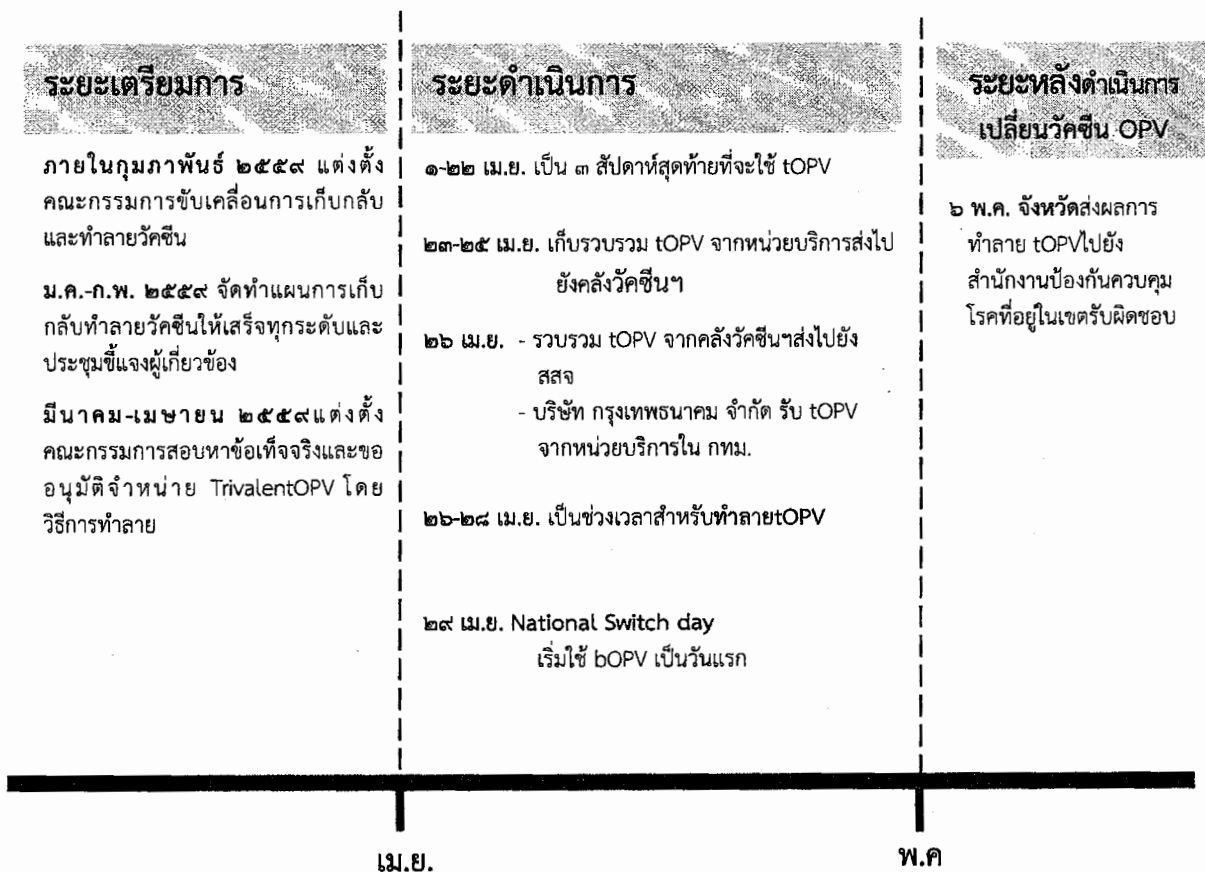 ระยะเตรียมการ
ภายในกุมภาพันธ์ ๒๕๕๙ แต่งตั้ง
คณะกรรมการขับเคลื่อนการเก็บกลับ
และทำลายวัคซีน
ม.ค.-ก.พ. ๒๕๕๙ จัดทำแผนการเก็บ
กลับทำลายวัคซีนให้เสร็จทุกระดับและ
ประชุมชี้แจงผู้เกี่ยวข้อง
มีนาคม-เมษายน ๒๕๕๙แต่งตั้ง
คณะกรรมการสอบหาข้อเท็จจริงและขอ
อนุมัติจำหน่าย TrivalentOPV โดย
วิธีการทำลาย
ระยะดำเนินการ
๑-๒๒ เม.ย. เป็น ๓ สัปดาห์สุดท้ายที่จะใช้ tOPV
๒๓-๒๕ เม.ย. เก็บรวบรวม tOPV จากหน่วยบริการส่งไป
ยังคลังวัคซีนฯ
๒๖ เม.ย. - รวบรวม tOPV จากคลังวัคซีนฯส่งไปยัง
สสจ
- บริษัท กรุงเทพธนาคม จำกัด รับ tOPV
จากหน่วยบริการใน กทม.
๒๖-๒๘ เม.ย. เป็นช่วงเวลาสำหรับทำลายtOPV
๒๙ เม.ย. National Switch day
เริ่มใช้ bOPV เป็นวันแรก
ระยะหลังดำเนินการ
เปลี่ยนวัคซีน OPV
๖ พ.ค. จังหวัดส่งผลการ
ทำลาย tOPVไปยัง
สำนักงานป้องกันควบคุม
โรคที่อยู่ในเขตรับผิดชอบ
เม.ย.
พ.ค